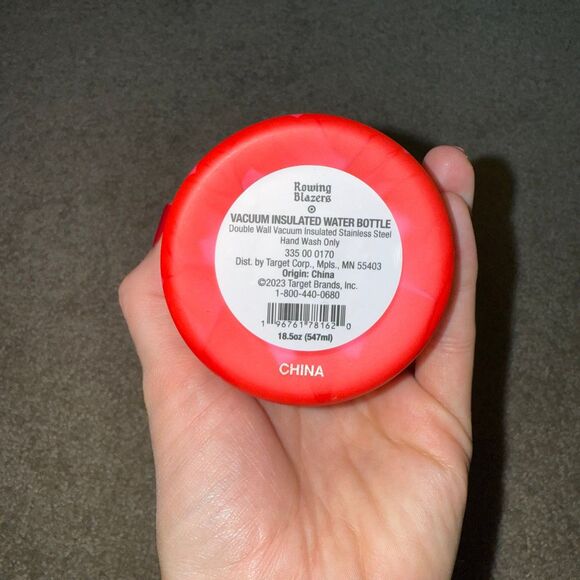 Rowing
Blazers
VACUUM INSULATED WATER BOTTLE
Double Wall Vacuum Insulated Stainless Steel
Hand Wash Only
335 00 0170
Dist. by Target Corp., Mpls., MN 55403
Origin: China
©2023 Target Brands, Inc.
1-800-440-0680
1 96761 78162 0
18.5oz (547ml)
CHINA